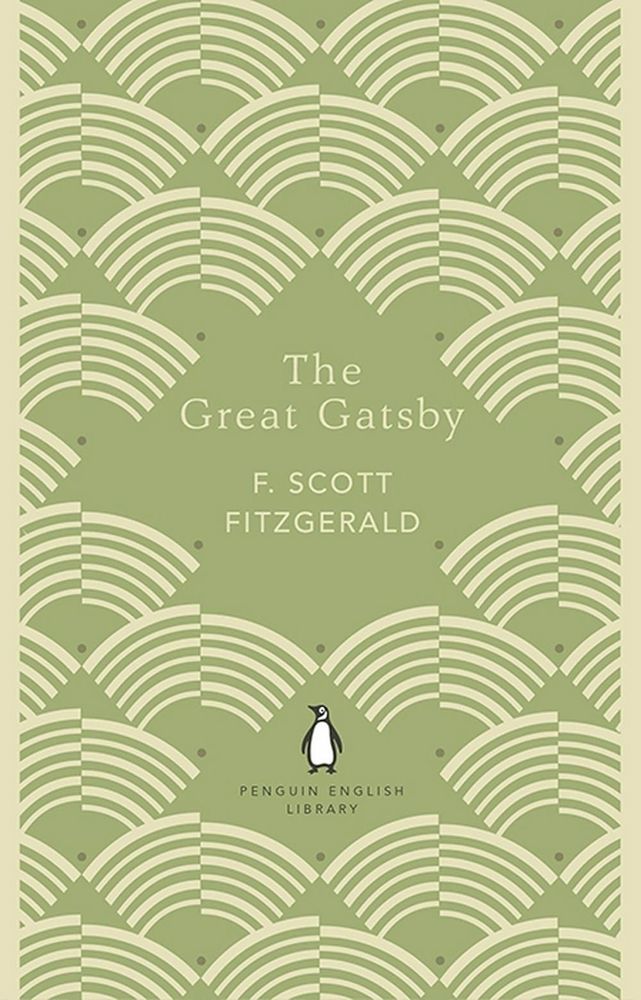 The
Great Gatsby
F. SCOTT
FITZGERALD
PENGUIN ENGLISH
LIBRARY